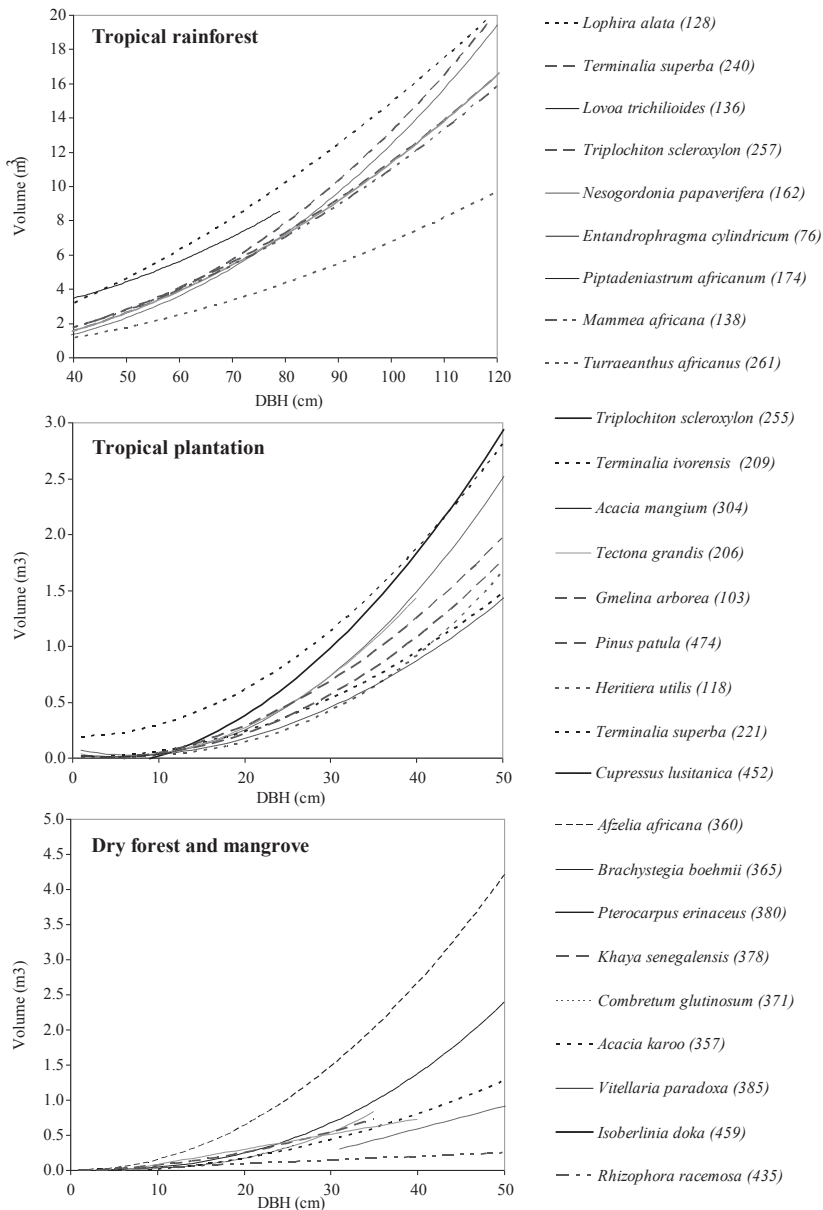 Tropical rainforest
Volume (m3)
20
18
16
14
12
10
8
6
4
2
0
40 50 60 70 80 90 100 110 120
DBH (cm)
Lophira alata (128)
Terminalia superba (240)
Lovoa trichilioides (136)
Triplochiton scleroxylon (257)
Nesogordonia papaverifera (162)
Entandrophragma cylindricum (76)
Piptadeniastrum africanum (174)
Mammea africana (138)
Turraeanthus africanus (261)
Tropical plantation
Volume (m3)
3.0
2.5
2.0
1.5
1.0
0.5
0.0
0 10 20 30 40 50
DBH (cm)
Triplochiton scleroxylon (255)
Terminalia ivorensis (209)
Acacia mangium (304)
Tectona grandis (206)
Gmelina arborea (103)
Pinus patula (474)
Heritiera utilis (118)
Terminalia superba (221)
Cupressus lusitanica (452)
Dry forest and mangrove
Volume (m3)
5.0
4.5
4.0
3.5
3.0
2.5
2.0
1.5
1.0
0.5
0.0
0 10 20 30 40 50
DBH (cm)
Afzelia africana (360)
Brachystegia boehmii (365)
Pterocarpus erinaceus (380)
Khaya senegalensis (378)
Combretum glutinosum (371)
Acacia karoo (357)
Vitellaria paradoxa (385)
Isoberlinia doka (459)
Rhizophora racemosa (435)